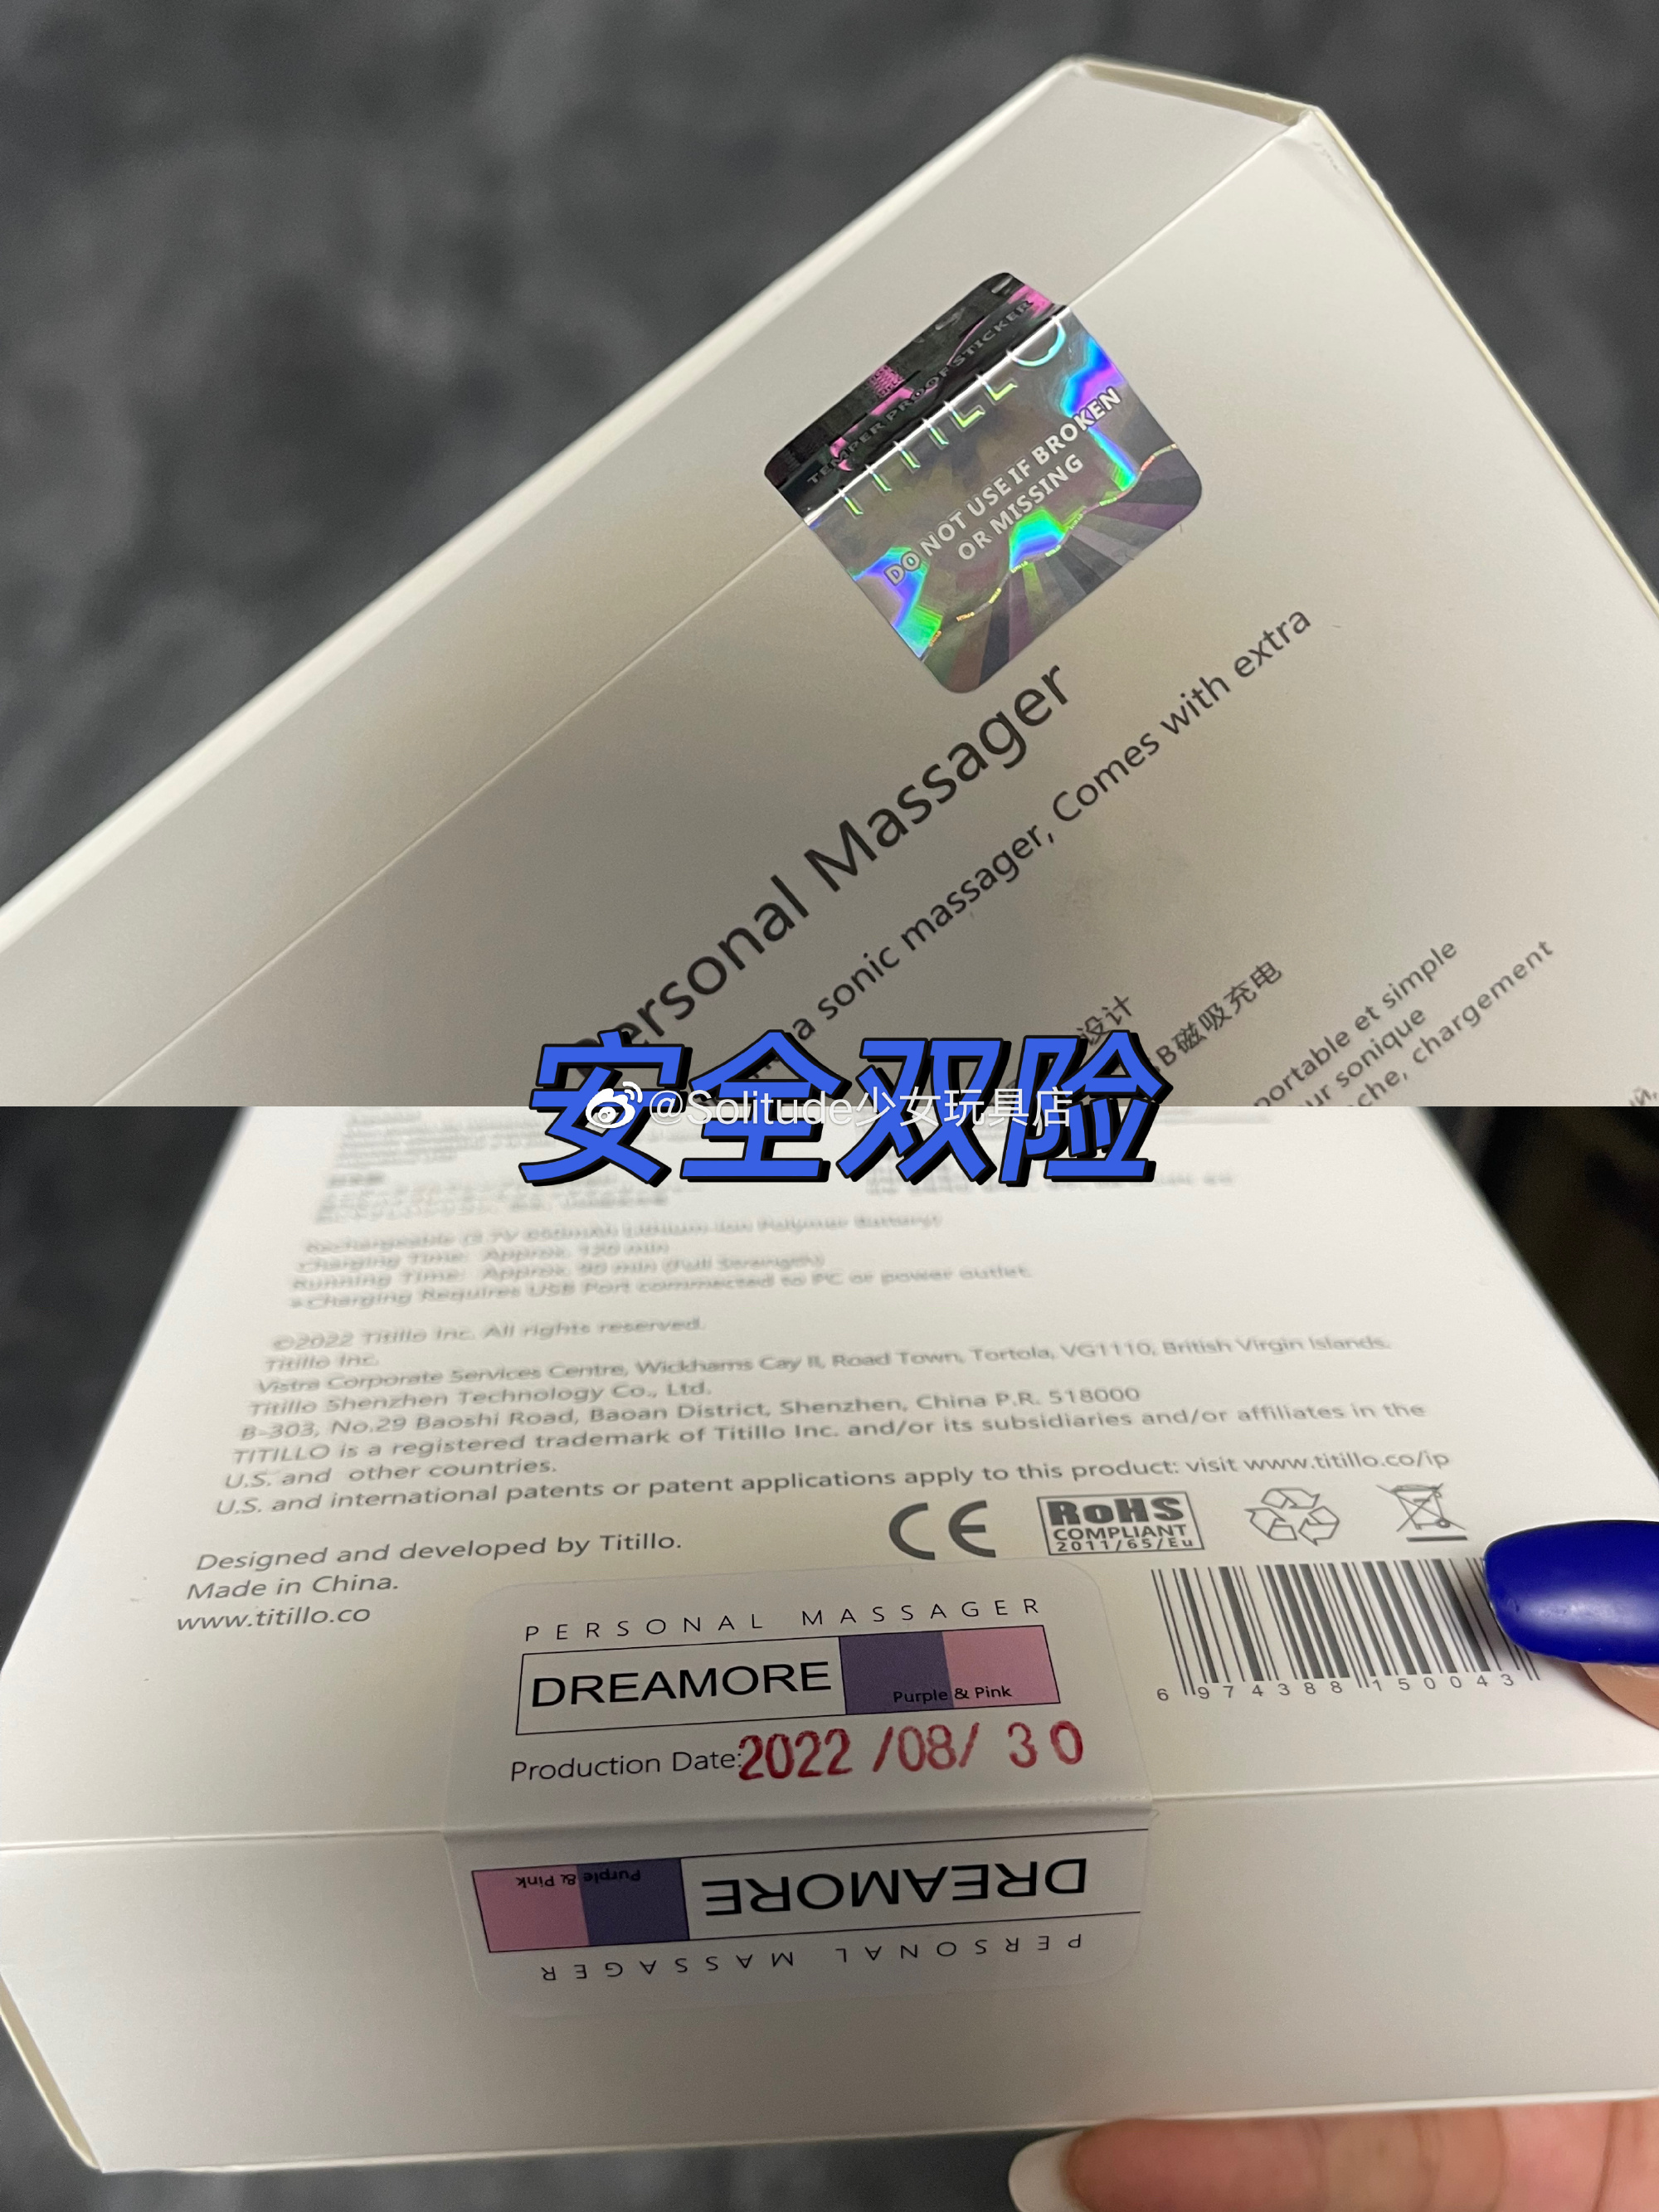 TEMPER PROOF STICKER
TITILLO
DO NOT USE IF BROKEN
OR MISSING
Personal Massager
a sonic massager, Comes with extra
设计
B磁吸充电
portable et simple
ur sonique
che, chargement
安全双险
@Solitude少女玩具店
Charging Time: Approx. 120 min
Running Time: Approx. 90 min (Full Strength)
Charging Requires USB Port commected to PC or power outlet.
©2022 Titillo Inc. All rights reserved.
Titillo Inc.
Vistra Corporate Services Centre, Wickhams Cay II, Road Town, Tortola, VG1110, British Virgin Islands.
Titillo Shenzhen Technology Co., Ltd.
B-303, No.29 Baoshi Road, Baoan District, Shenzhen, China P.R. 518000
TITILLO is a registered trademark of Titillo Inc. and/or its subsidiaries and/or affiliates in the
U.S. and other countries.
U.S. and international patents or patent applications apply to this product: visit www.titillo.co/ip
Designed and developed by Titillo.
Made in China.
www.titillo.co
CE
RoHS
COMPLIANT
2011/65/Eu
PERSONAL MASSAGER
DREAMORE
Purple & Pink
Production Date:2022/08/30
6 974388 150043
DREAMORE
Purple & Pink
PERSONAL MASSAGER